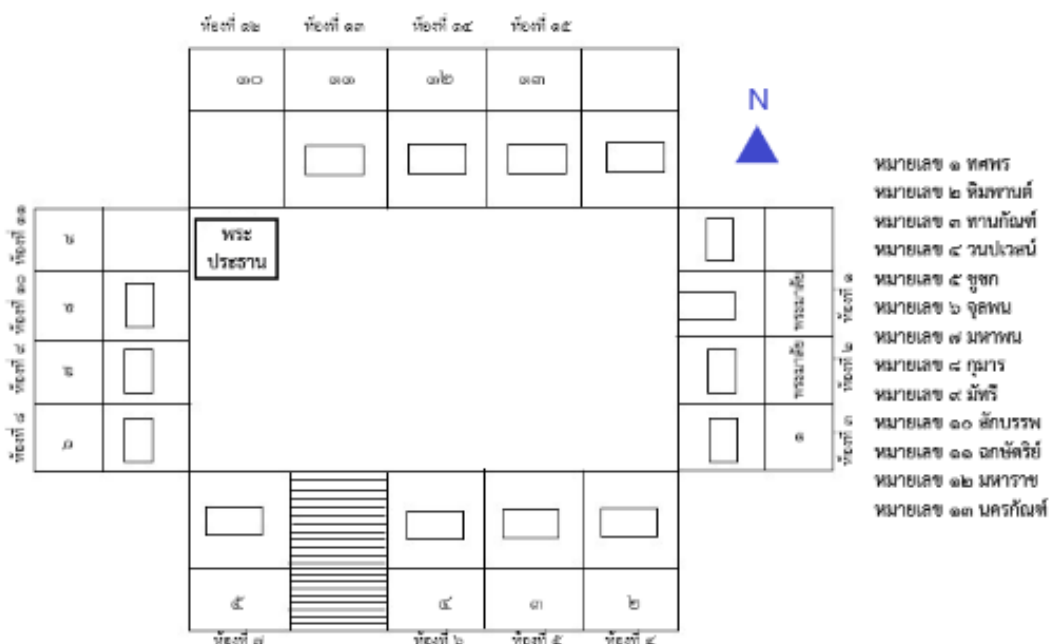 ห้องที่ ๑๒ ห้องที่ ๑๓ ห้องที่ ๑๔ ห้องที่ ๑๕
๑๐ ๑๑ ๑๒ ๑๓
N
พระ
ประธาน
ห้องที่ ๑๑
๙
ห้องที่ ๑๐
๘
ห้องที่ ๙
๗
ห้องที่ ๘
๖
พระมาลัย
ห้องที่ ๑
พระมาลัย
ห้องที่ ๒
๑
ห้องที่ ๓
๕ ๔ ๓ ๒
ห้องที่ ๗ ห้องที่ ๖ ห้องที่ ๕ ห้องที่ ๔
หมายเลข ๑ ทศพร
หมายเลข ๒ หิมพานต์
หมายเลข ๓ ทานกัณฑ์
หมายเลข ๔ วนปเวสน์
หมายเลข ๕ ชูชก
หมายเลข ๖ จุลพน
หมายเลข ๗ มหาพน
หมายเลข ๘ กุมาร
หมายเลข ๙ มัทรี
หมายเลข ๑๐ สักบรรพ
หมายเลข ๑๑ ฉกษัตริย์
หมายเลข ๑๒ มหาราช
หมายเลข ๑๓ นครกัณฑ์